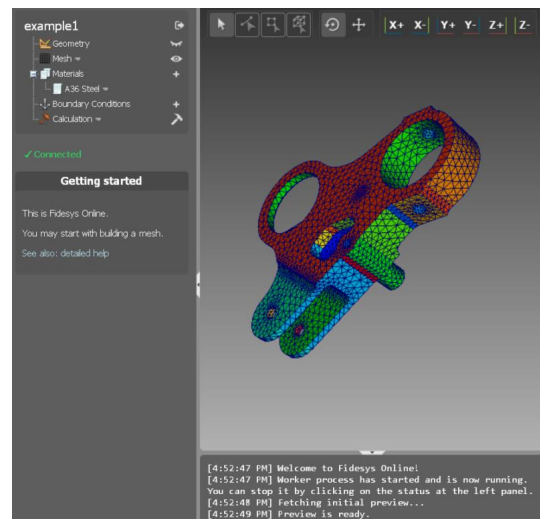 example1
Geometry
Mesh
Materials
A36 Steel
Boundary Conditions
Calculation
✓ Connected
Getting started
This is Fidesys Online.
You may start with building a mesh.
See also: detailed help
X+ X- Y+ Y- Z+ Z-
[4:52:47 PM] Welcome to Fidesys Online!
[4:52:47 PM] Worker process has started and is now running.
You can stop it by clicking on the status at the left panel.
[4:52:48 PM] Fetching initial preview...
[4:52:49 PM] Preview is ready.